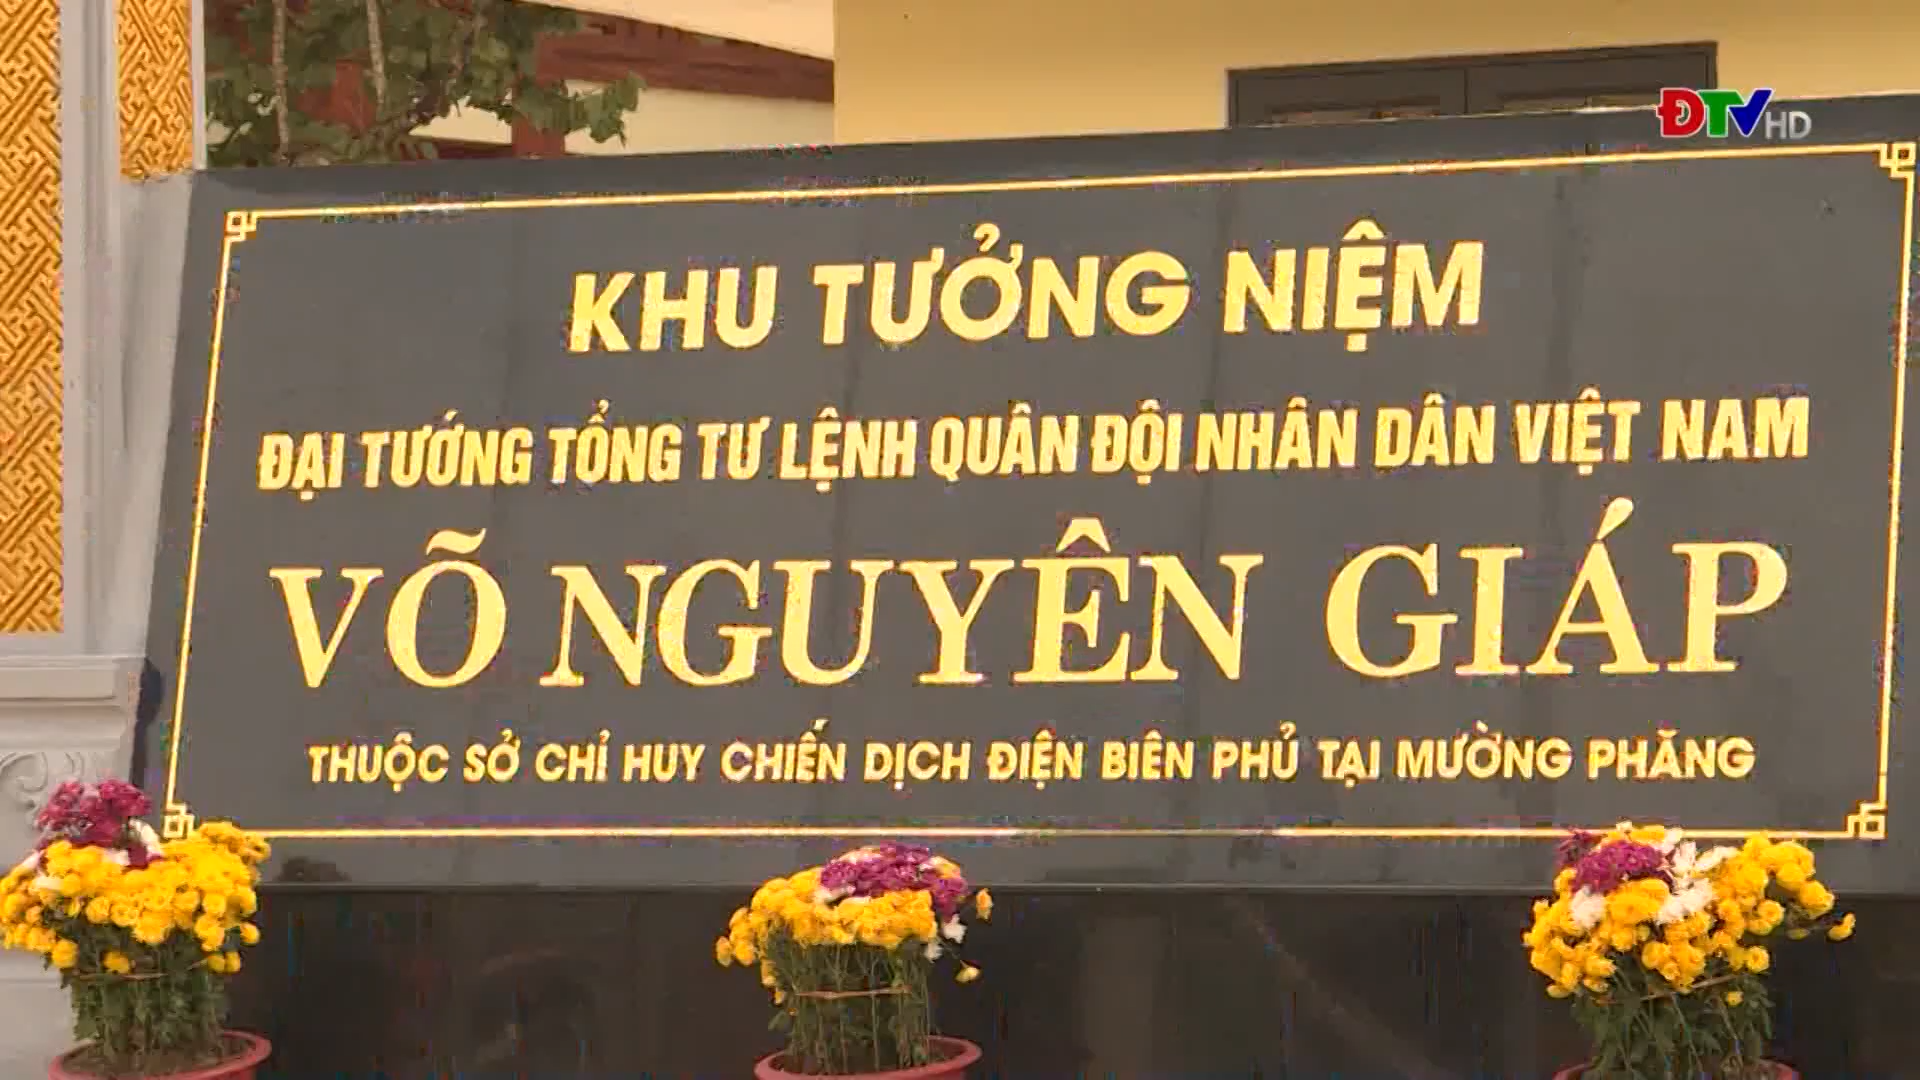 ĐTV HD
KHU TƯỞNG NIỆM
ĐẠI TƯỚNG TỔNG TƯ LỆNH QUÂN ĐỘI NHÂN DÂN VIỆT NAM
VÕ NGUYÊN GIÁP
THUỘC SỞ CHỈ HUY CHIẾN DỊCH ĐIỆN BIÊN PHỦ TẠI MƯỜNG PHĂNG